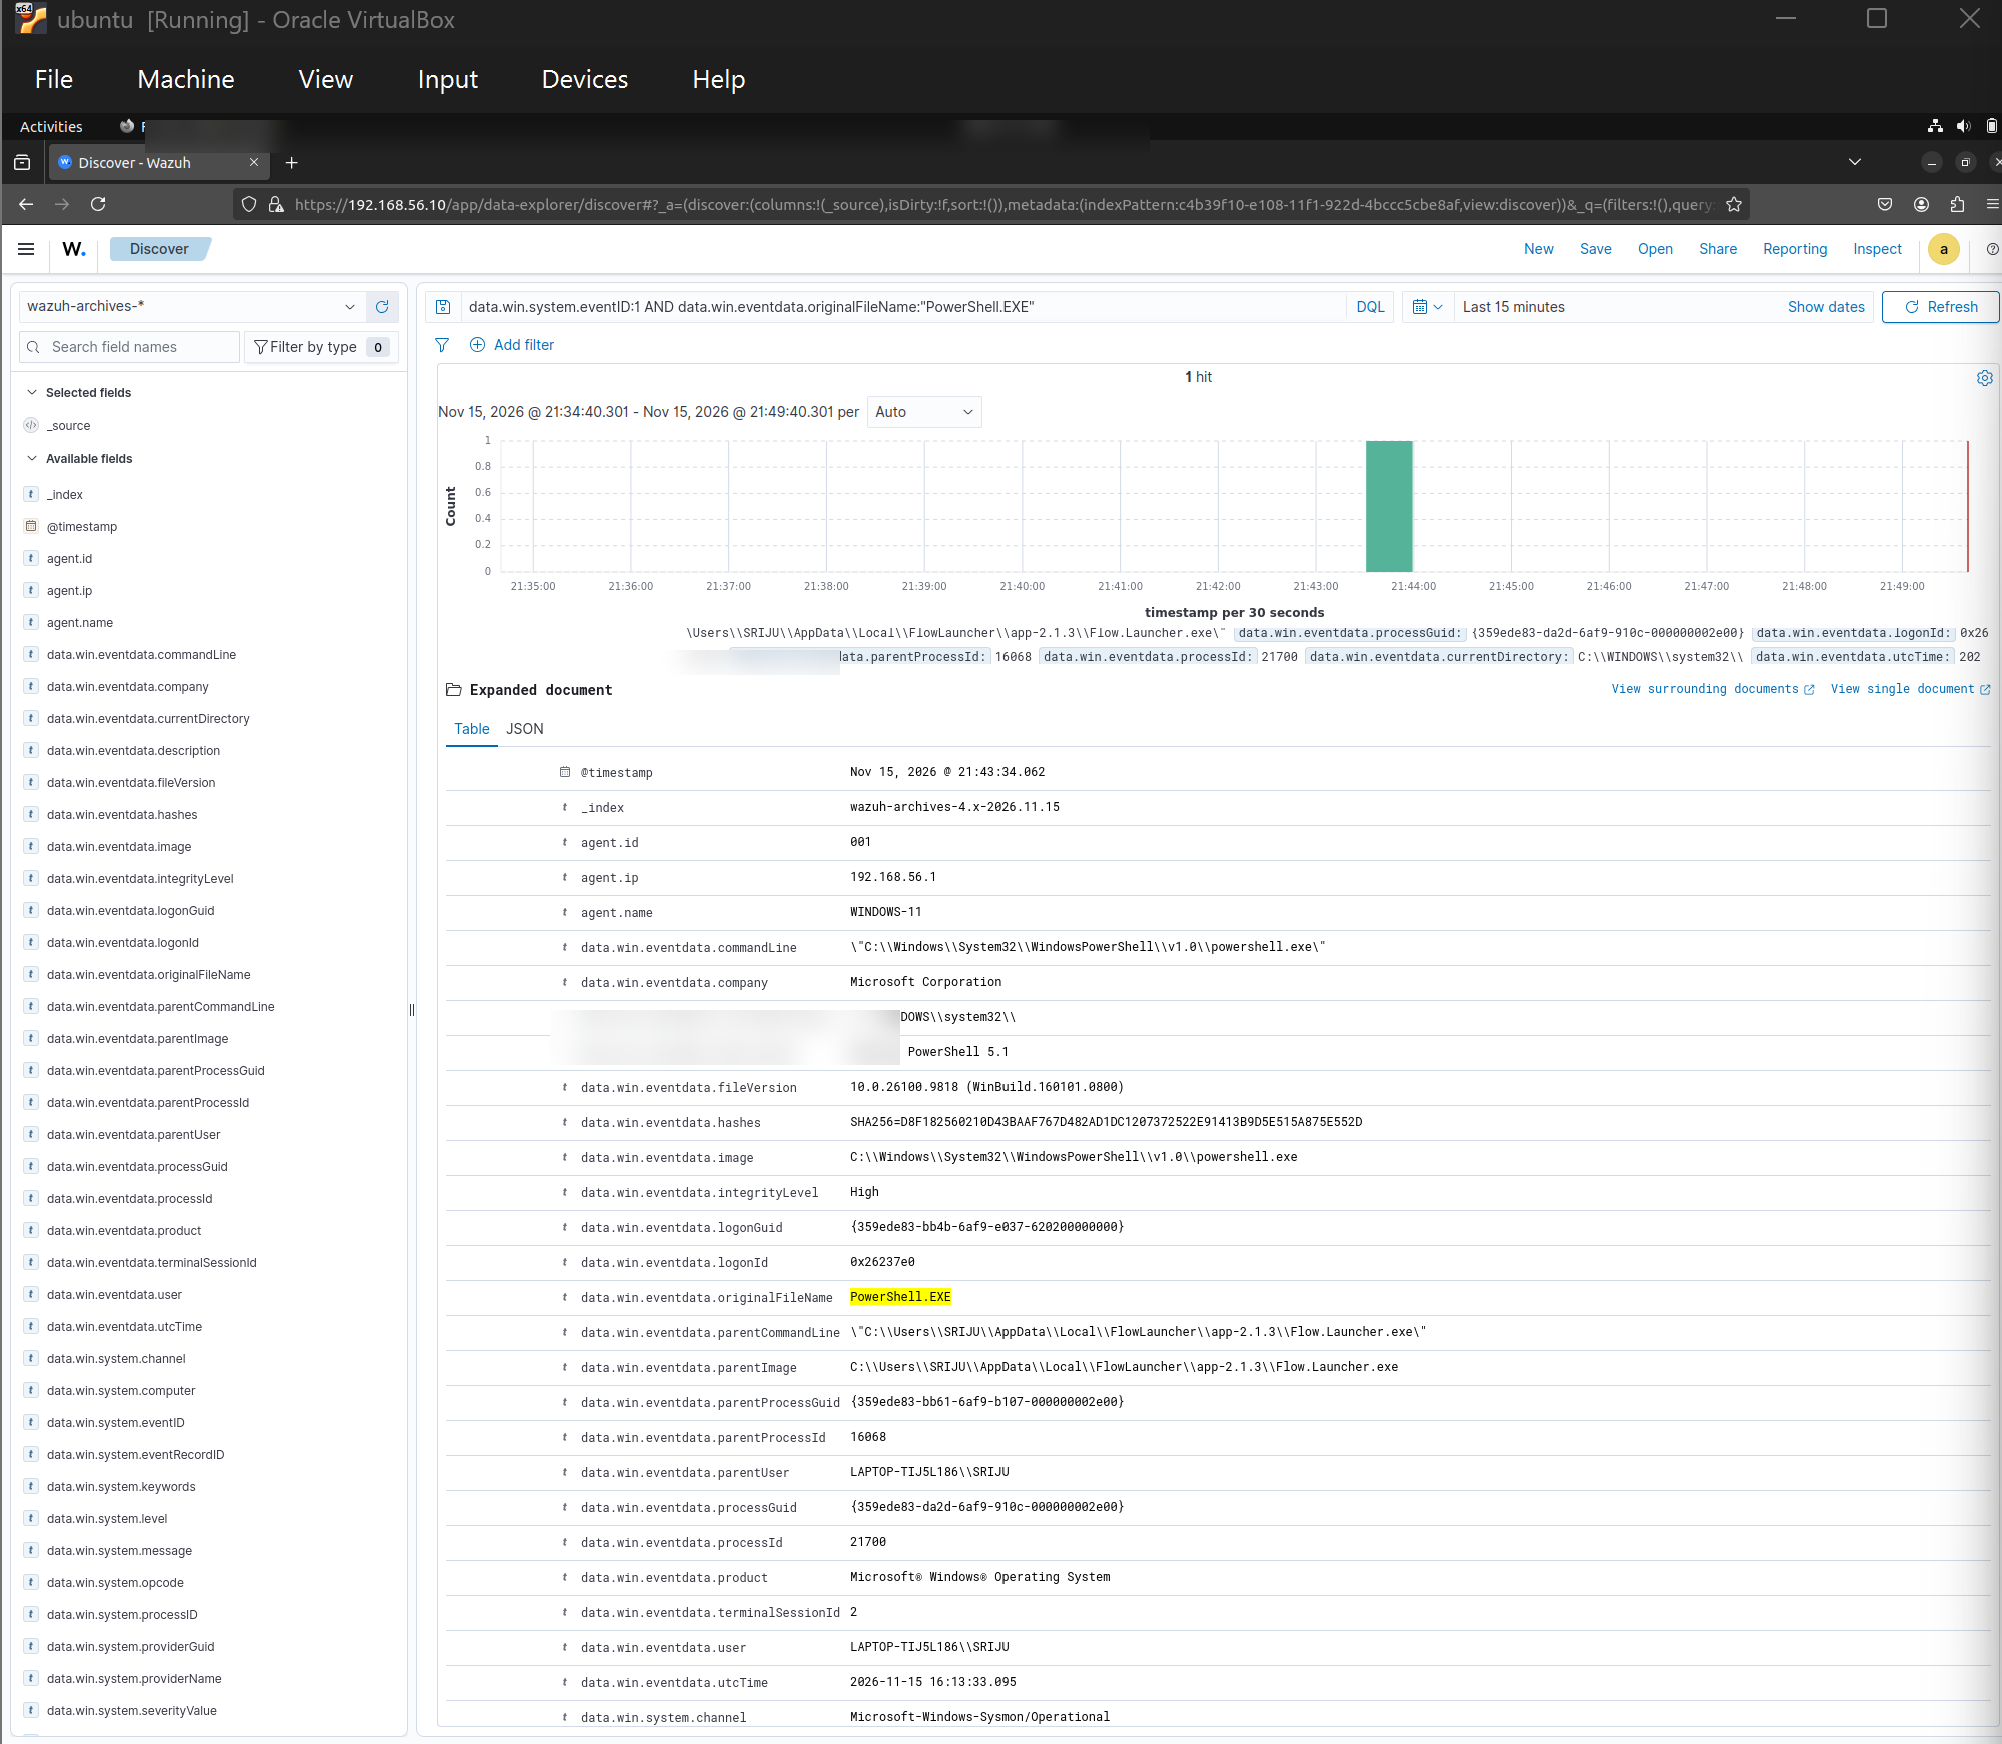 ubuntu [Running] - Oracle VirtualBox
File Machine View Input Devices Help
Activities
Discover - Wazuh
https://192.168.56.10/app/data-explorer/discover#?_a=(discover:(columns:!(_source),isDirty:!f,sort:!()),metadata:(indexPattern:c4b39f10-e108-11f1-922d-4bccc5cbe8af,view:discover))&_q=(filters:!(),query:
W. Discover New Save Open Share Reporting Inspect a
wazuh-archives-*
data.win.system.eventID:1 AND data.win.eventdata.originalFileName:"PowerShell.EXE" DQL Last 15 minutes Show dates Refresh
Search field names Filter by type 0
Add filter
Selected fields
_source
Available fields
_index
@timestamp
agent.id
agent.ip
agent.name
data.win.eventdata.commandLine
data.win.eventdata.company
data.win.eventdata.currentDirectory
data.win.eventdata.description
data.win.eventdata.fileVersion
data.win.eventdata.hashes
data.win.eventdata.image
data.win.eventdata.integrityLevel
data.win.eventdata.logonGuid
data.win.eventdata.logonId
data.win.eventdata.originalFileName
data.win.eventdata.parentCommandLine
data.win.eventdata.parentImage
data.win.eventdata.parentProcessGuid
data.win.eventdata.parentProcessId
data.win.eventdata.parentUser
data.win.eventdata.processGuid
data.win.eventdata.processId
data.win.eventdata.product
data.win.eventdata.terminalSessionId
data.win.eventdata.user
data.win.eventdata.utcTime
data.win.system.channel
data.win.system.computer
data.win.system.eventID
data.win.system.eventRecordID
data.win.system.keywords
data.win.system.level
data.win.system.message
data.win.system.opcode
data.win.system.processID
data.win.system.providerGuid
data.win.system.providerName
data.win.system.severityValue
1 hit
Nov 15, 2026 @ 21:34:40.301 - Nov 15, 2026 @ 21:49:40.301 per Auto
Count
1
0.8
0.6
0.4
0.2
0
21:35:00 21:36:00 21:37:00 21:38:00 21:39:00 21:40:00 21:41:00 21:42:00 21:43:00 21:44:00 21:45:00 21:46:00 21:47:00 21:48:00 21:49:00
timestamp per 30 seconds
\Users\\SRIJU\\AppData\\Local\\FlowLauncher\\app-2.1.3\\Flow.Launcher.exe\" data.win.eventdata.processGuid: {359ede83-da2d-6af9-910c-000000002e00} data.win.eventdata.logonId: 0x26
data.parentProcessId: 16068 data.win.eventdata.processId: 21700 data.win.eventdata.currentDirectory: C:\\WINDOWS\\system32\\ data.win.eventdata.utcTime: 202
Expanded document View surrounding documents View single document
Table JSON
@timestamp Nov 15, 2026 @ 21:43:34.062
_index wazuh-archives-4.x-2026.11.15
agent.id 001
agent.ip 192.168.56.1
agent.name WINDOWS-11
data.win.eventdata.commandLine \"C:\\Windows\\System32\\WindowsPowerShell\\v1.0\\powershell.exe\"
data.win.eventdata.company Microsoft Corporation
DOWS\\system32\\
PowerShell 5.1
data.win.eventdata.fileVersion 10.0.26100.9818 (WinBuild.160101.0800)
data.win.eventdata.hashes SHA256=D8F182560210D43BAAF767D482AD1DC1207372522E91413B9D5E515A875E552D
data.win.eventdata.image C:\\Windows\\System32\\WindowsPowerShell\\v1.0\\powershell.exe
data.win.eventdata.integrityLevel High
data.win.eventdata.logonGuid {359ede83-bb4b-6af9-e037-620200000000}
data.win.eventdata.logonId 0x26237e0
data.win.eventdata.originalFileName PowerShell.EXE
data.win.eventdata.parentCommandLine \"C:\\Users\\SRIJU\\AppData\\Local\\FlowLauncher\\app-2.1.3\\Flow.Launcher.exe\"
data.win.eventdata.parentImage C:\\Users\\SRIJU\\AppData\\Local\\FlowLauncher\\app-2.1.3\\Flow.Launcher.exe
data.win.eventdata.parentProcessGuid {359ede83-bb61-6af9-b107-000000002e00}
data.win.eventdata.parentProcessId 16068
data.win.eventdata.parentUser LAPTOP-TIJ5L186\\SRIJU
data.win.eventdata.processGuid {359ede83-da2d-6af9-910c-000000002e00}
data.win.eventdata.processId 21700
data.win.eventdata.product Microsoft® Windows® Operating System
data.win.eventdata.terminalSessionId 2
data.win.eventdata.user LAPTOP-TIJ5L186\\SRIJU
data.win.eventdata.utcTime 2026-11-15 16:13:33.095
data.win.system.channel Microsoft-Windows-Sysmon/Operational